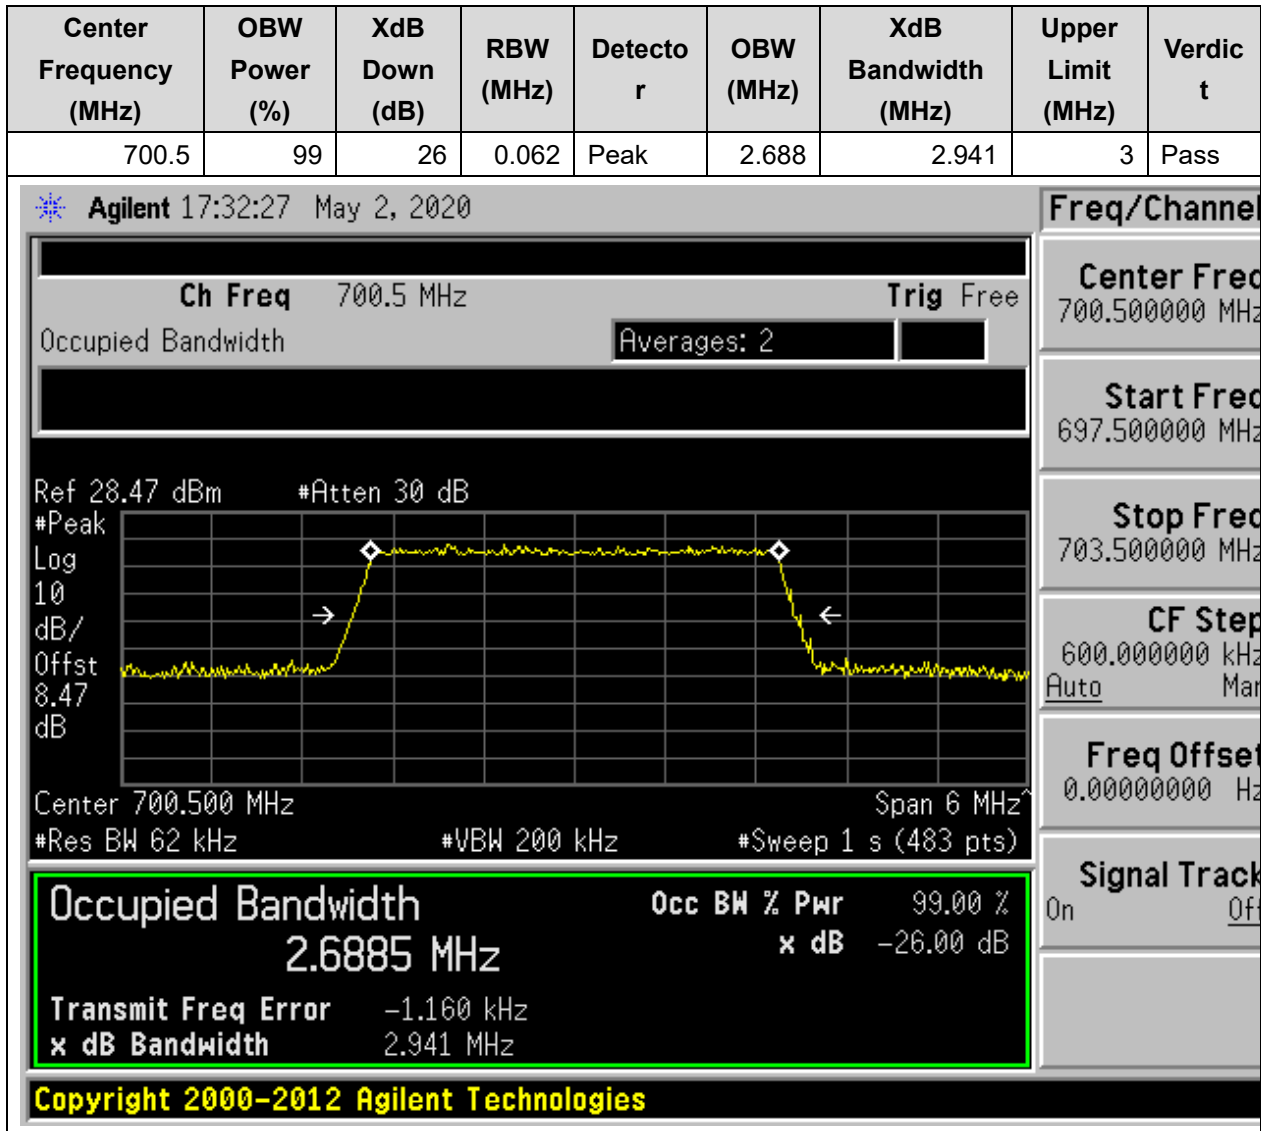 Center Frequency (MHz) OBW Power (%) XdB Down (dB) RBW (MHz) Detecto r OBW (MHz) XdB Bandwidth (MHz) Upper Limit (MHz) Verdic t
700.5 99 26 0.062 Peak 2.688 2.941 3 Pass
Agilent 17:32:27 May 2, 2020
Freq/Channel
Ch Freq 700.5 MHz Trig Free
Occupied Bandwidth Averages: 2
Center Freq
700.500000 MHz
Start Freq
697.500000 MHz
Stop Freq
703.500000 MHz
CF Step
600.000000 kHz
Auto Man
Freq Offset
0.00000000 Hz
Signal Track
On Off
Ref 28.47 dBm #Atten 30 dB
#Peak
Log
10
dB/
Offst
8.47
dB
Center 700.500 MHz Span 6 MHz^
#Res BW 62 kHz #VBW 200 kHz #Sweep 1 s (483 pts)
Occupied Bandwidth Occ BW % Pwr 99.00 %
2.6885 MHz x dB -26.00 dB
Transmit Freq Error -1.160 kHz
x dB Bandwidth 2.941 MHz
Copyright 2000-2012 Agilent Technologies